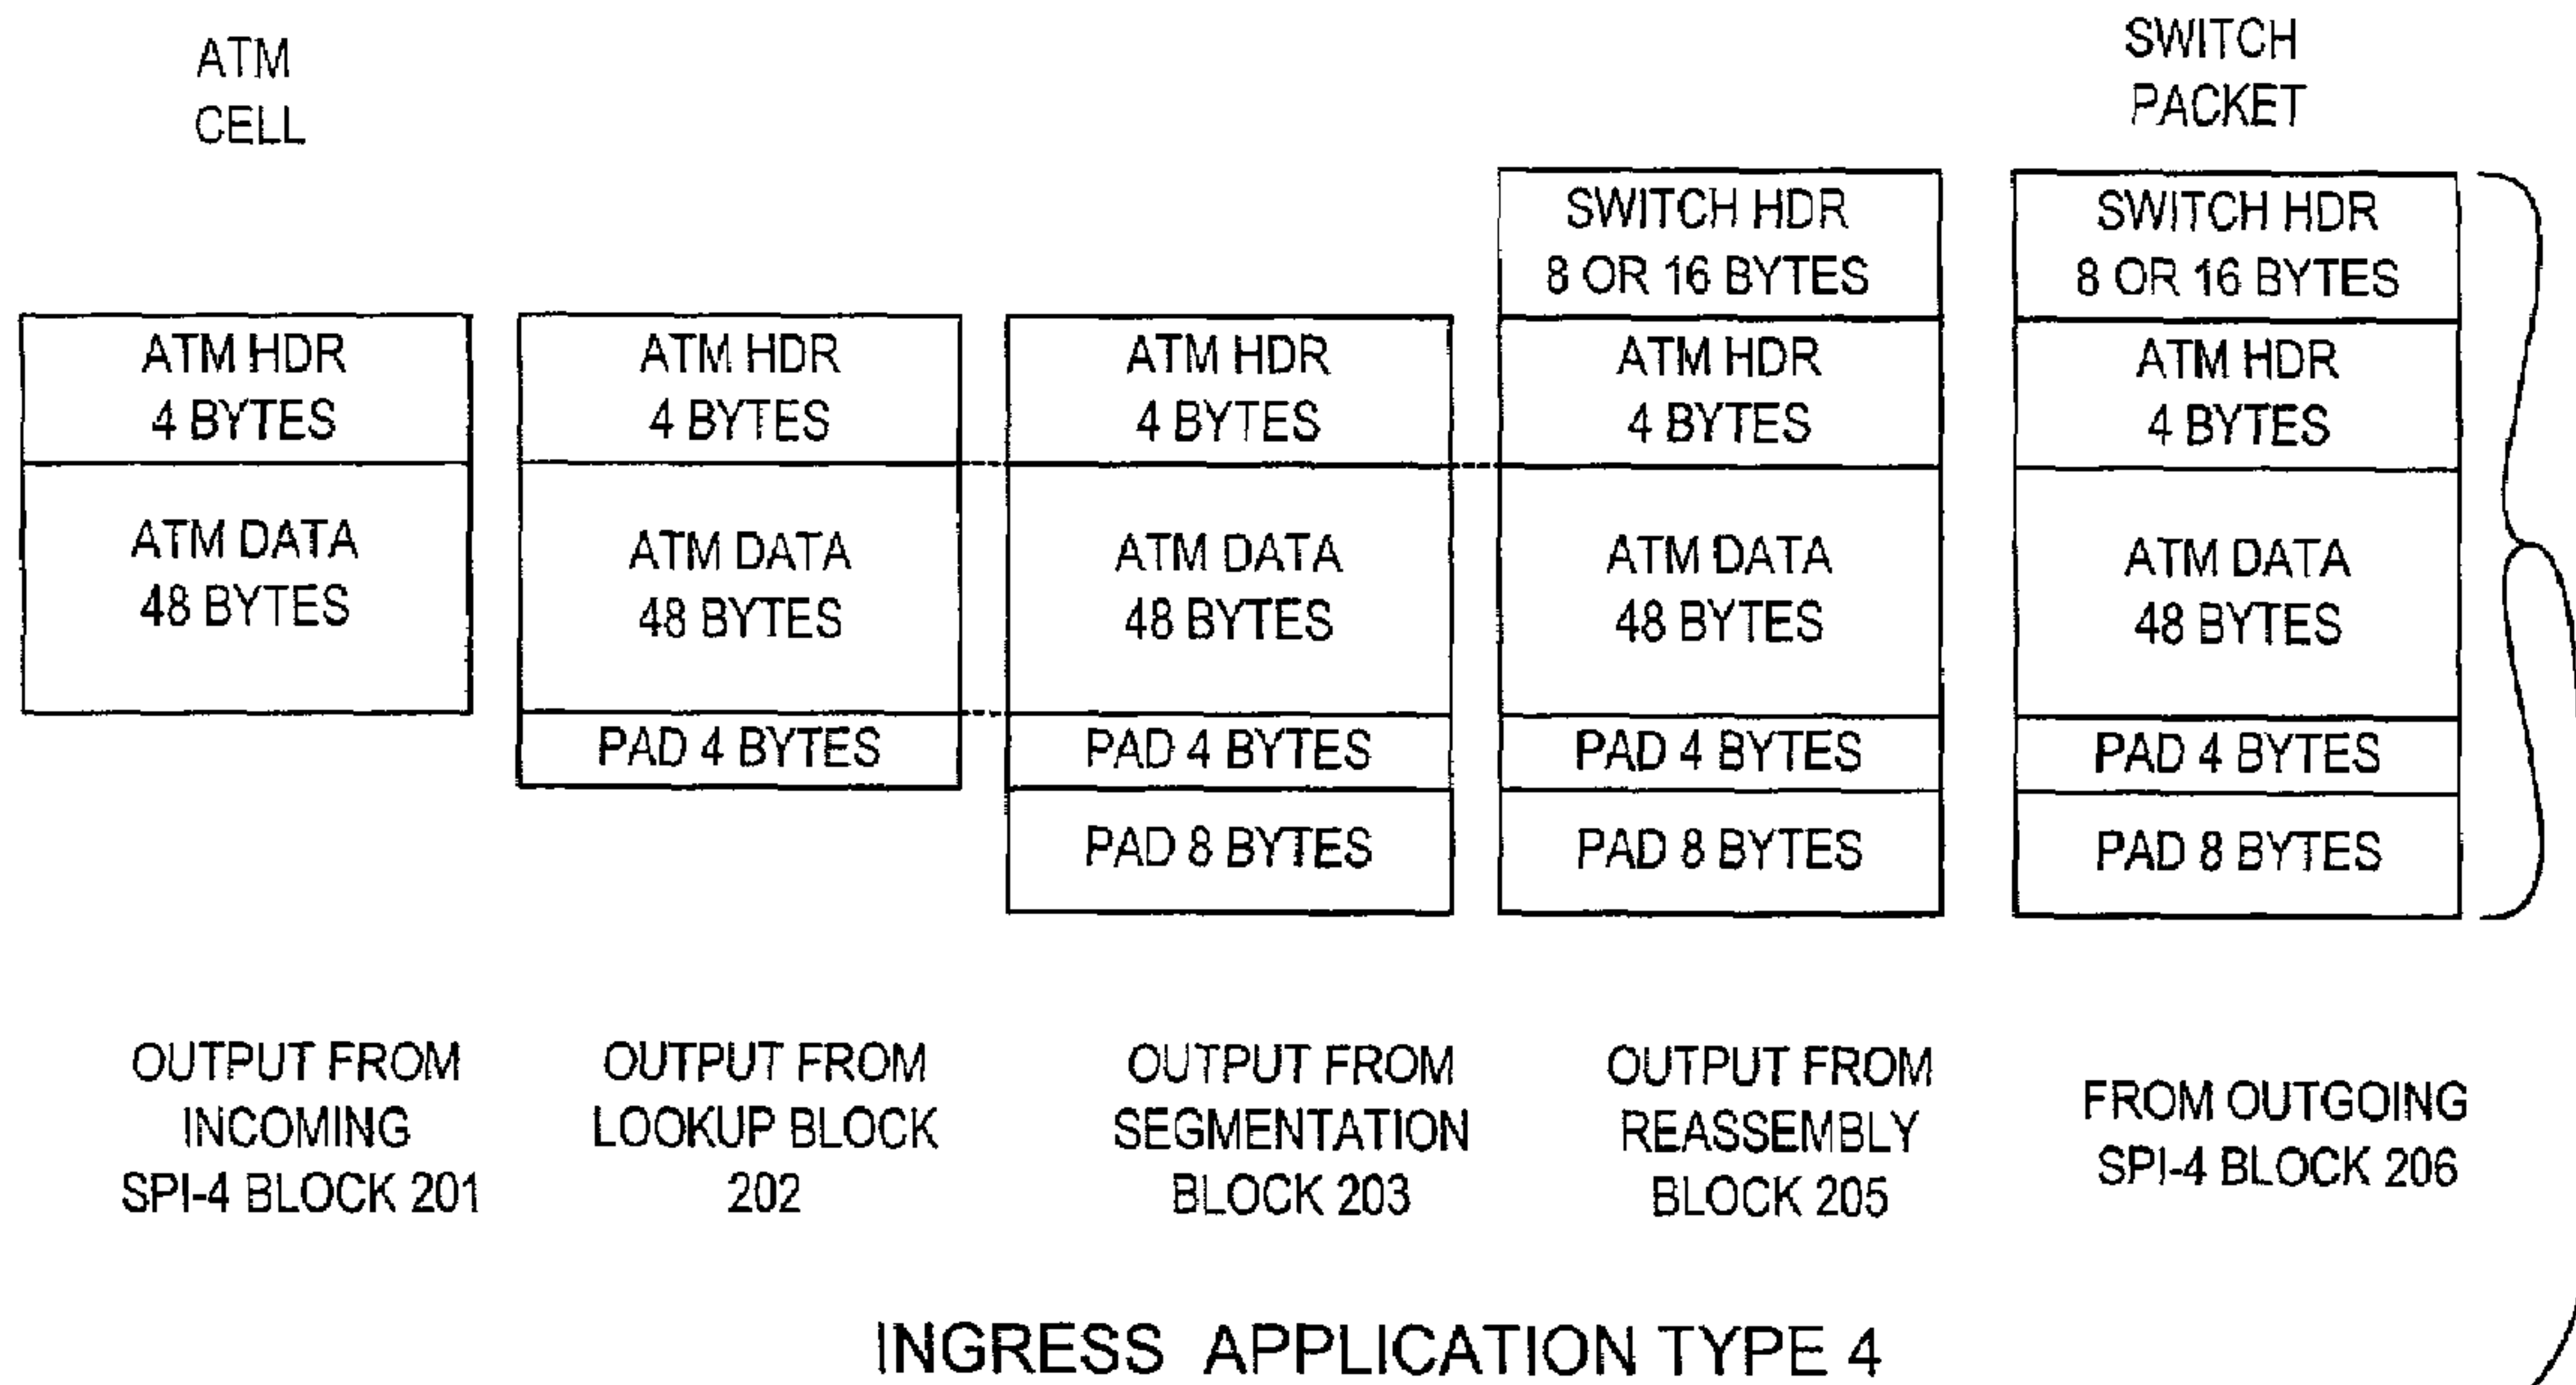 ATM
CELL
SWITCH
PACKET
ATM HDR
4 BYTES
ATM DATA
48 BYTES
ATM HDR
4 BYTES
ATM DATA
48 BYTES
PAD 4 BYTES
ATM HDR
4 BYTES
ATM DATA
48 BYTES
PAD 4 BYTES
PAD 8 BYTES
SWITCH HDR
8 OR 16 BYTES
ATM HDR
4 BYTES
ATM DATA
48 BYTES
PAD 4 BYTES
PAD 8 BYTES
SWITCH HDR
8 OR 16 BYTES
ATM HDR
4 BYTES
ATM DATA
48 BYTES
PAD 4 BYTES
PAD 8 BYTES
OUTPUT FROM
INCOMING
SPI-4 BLOCK 201
OUTPUT FROM
LOOKUP BLOCK
202
OUTPUT FROM
SEGMENTATION
BLOCK 203
OUTPUT FROM
REASSEMBLY
BLOCK 205
FROM OUTGOING
SPI-4 BLOCK 206
INGRESS APPLICATION TYPE 4